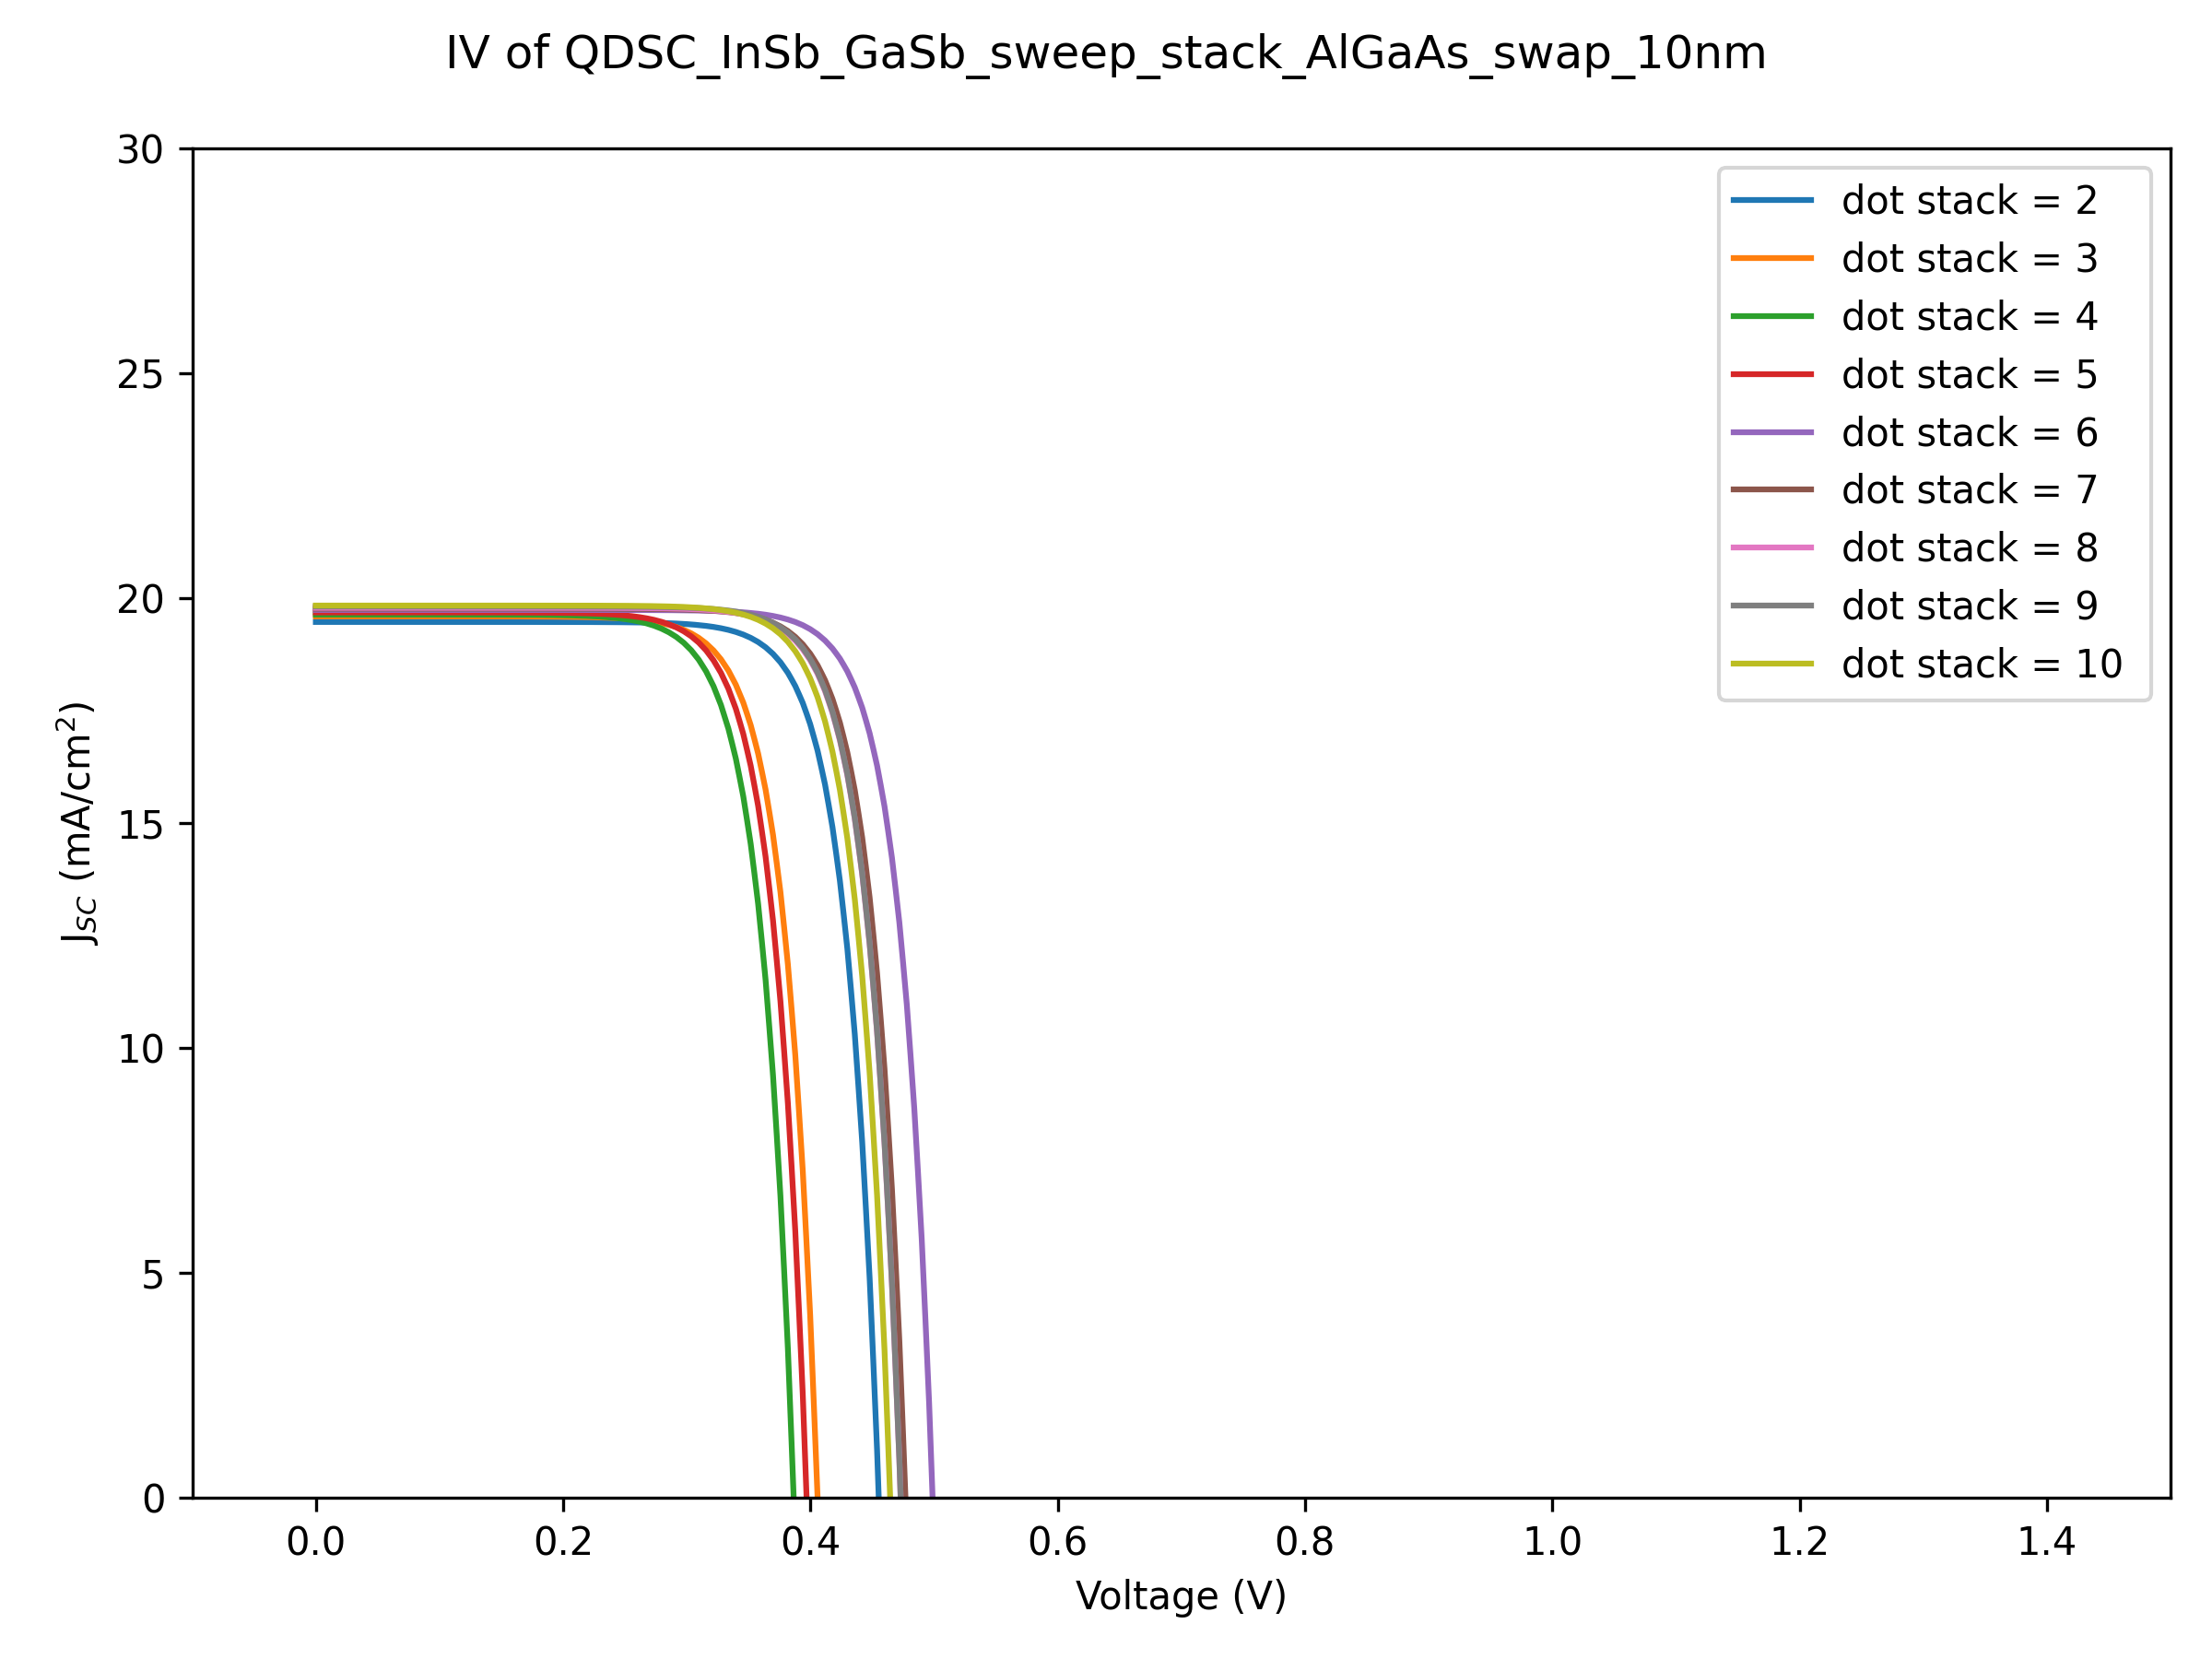 IV of QDSC_InSb_GaSb_sweep_stack_AlGaAs_swap_10nm
30
25
20
15
10
5
0
J$_{SC}$ (mA/cm$^2$)
dot stack = 2
dot stack = 3
dot stack = 4
dot stack = 5
dot stack = 6
dot stack = 7
dot stack = 8
dot stack = 9
dot stack = 10
0.0 0.2 0.4 0.6 0.8 1.0 1.2 1.4
Voltage (V)